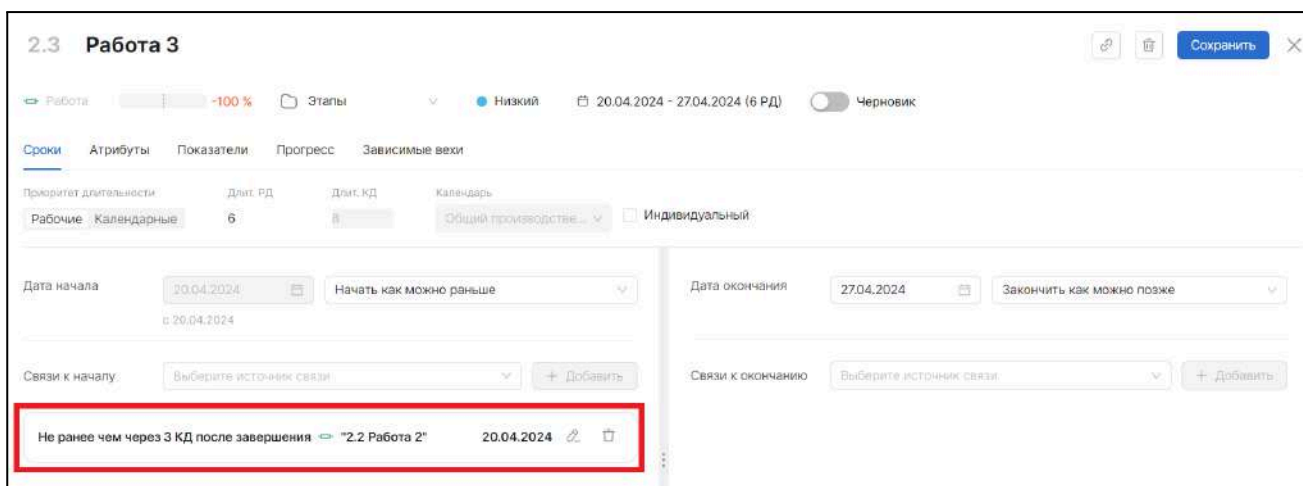 2.3 Работа 3 Сохранить
Работа -100 % Этапы Низкий 20.04.2024 - 27.04.2024 (6 РД) Черновик
Сроки Атрибуты Показатели Прогресс Зависимые вехи
Приоритет длительности Длит. РД Длит. КД Календарь
Рабочие Календарные 6 8 Общий производстве... Индивидуальный
Дата начала 20.04.2024 Начать как можно раньше Дата окончания 27.04.2024 Закончить как можно позже
с 20.04.2024
Связи к началу Выберите источник связи + Добавить Связи к окончанию Выберите источник связи + Добавить
Не ранее чем через 3 КД после завершения "2.2 Работа 2" 20.04.2024